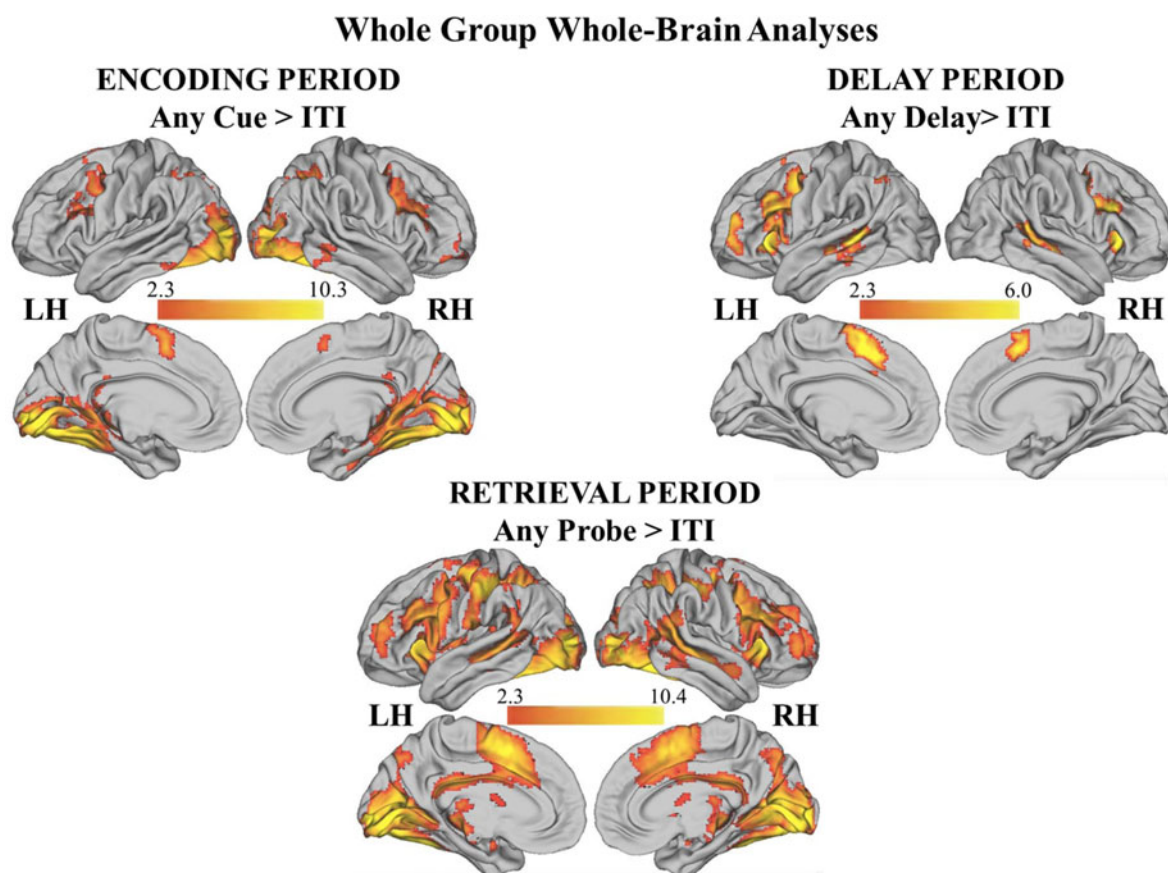 Whole Group Whole-Brain Analyses
ENCODING PERIOD
Any Cue > ITI
2.3 10.3
LH RH
DELAY PERIOD
Any Delay> ITI
2.3 6.0
LH RH
RETRIEVAL PERIOD
Any Probe > ITI
2.3 10.4
LH RH